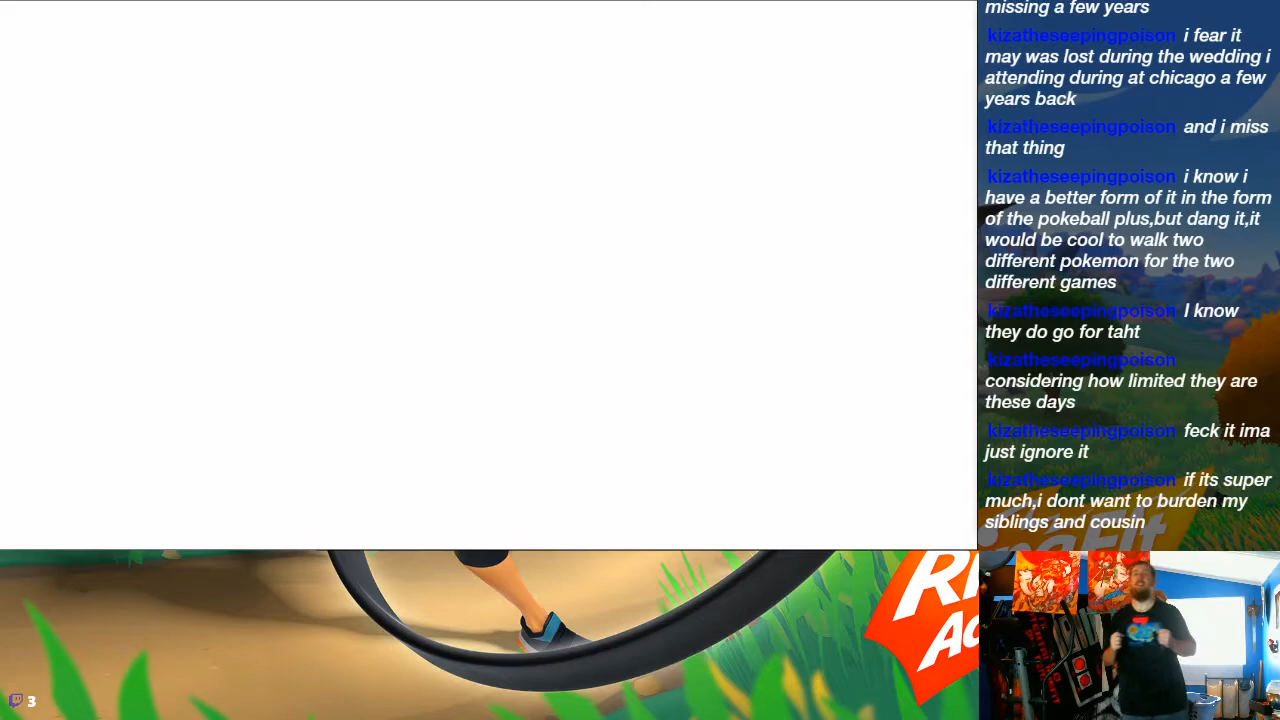 missing a few years
kizatheseepingpoison i fear it
may was lost during the wedding i
attending during at chicago a few
years back
kizatheseepingpoison and i miss
that thing
kizatheseepingpoison i know i
have a better form of it in the form
of the pokeball plus,but dang it,it
would be cool to walk two
different pokemon for the two
different games
kizatheseepingpoison I know
they do go for taht
kizatheseepingpoison
considering how limited they are
these days
kizatheseepingpoison feck it ima
just ignore it
kizatheseepingpoison if its super
much,i dont want to burden my
siblings and cousin
3